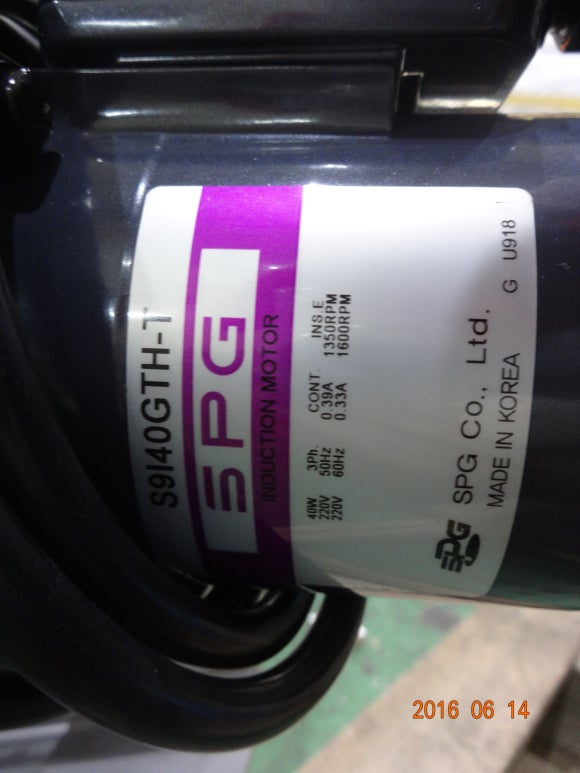 S9I40GTH-T
SPG
INDUCTION MOTOR
40W 3Ph. CONT. INS E
220V 50Hz 0.39A 1350RPM
220V 60Hz 0.33A 1600RPM
SPG SPG Co., Ltd.
MADE IN KOREA G U918
2016 06 14